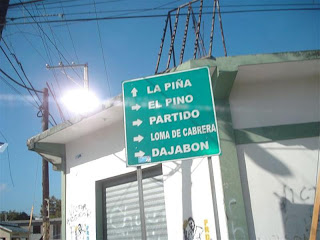 LA PIÑA
EL PINO
PARTIDO
LOMA DE CABRERA
DAJABON